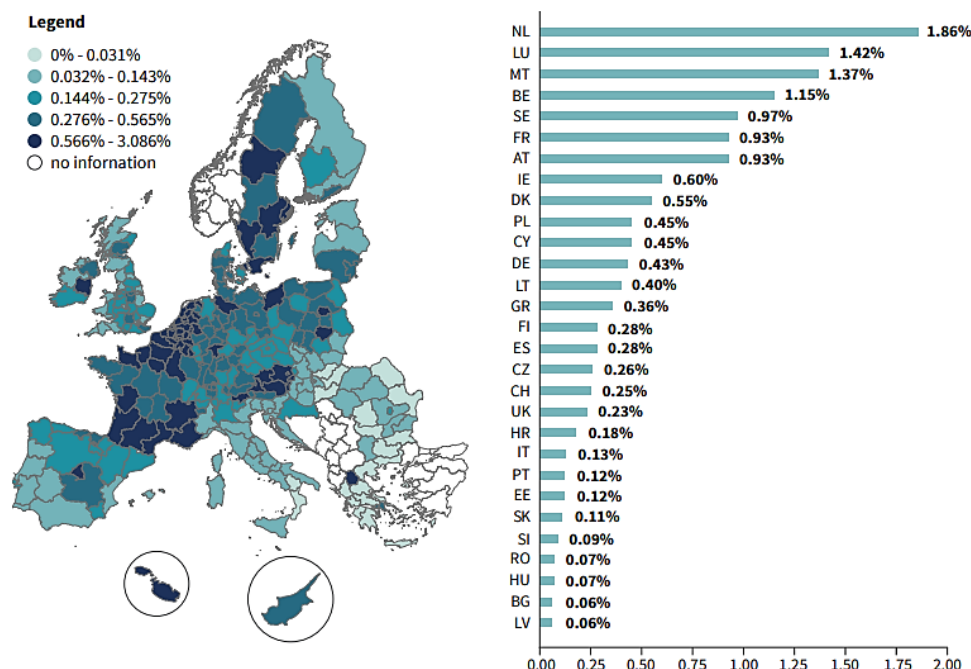 Legend
0% - 0.031%
0.032% - 0.143%
0.144% - 0.275%
0.276% - 0.565%
0.566% - 3.086%
no infornation
NL 1.86%
LU 1.42%
MT 1.37%
BE 1.15%
SE 0.97%
FR 0.93%
AT 0.93%
IE 0.60%
DK 0.55%
PL 0.45%
CY 0.45%
DE 0.43%
LT 0.40%
GR 0.36%
FI 0.28%
ES 0.28%
CZ 0.26%
CH 0.25%
UK 0.23%
HR 0.18%
IT 0.13%
PT 0.12%
EE 0.12%
SK 0.11%
SI 0.09%
RO 0.07%
HU 0.07%
BG 0.06%
LV 0.06%
0.00 0.25 0.50 0.75 1.00 1.25 1.50 1.75 2.00